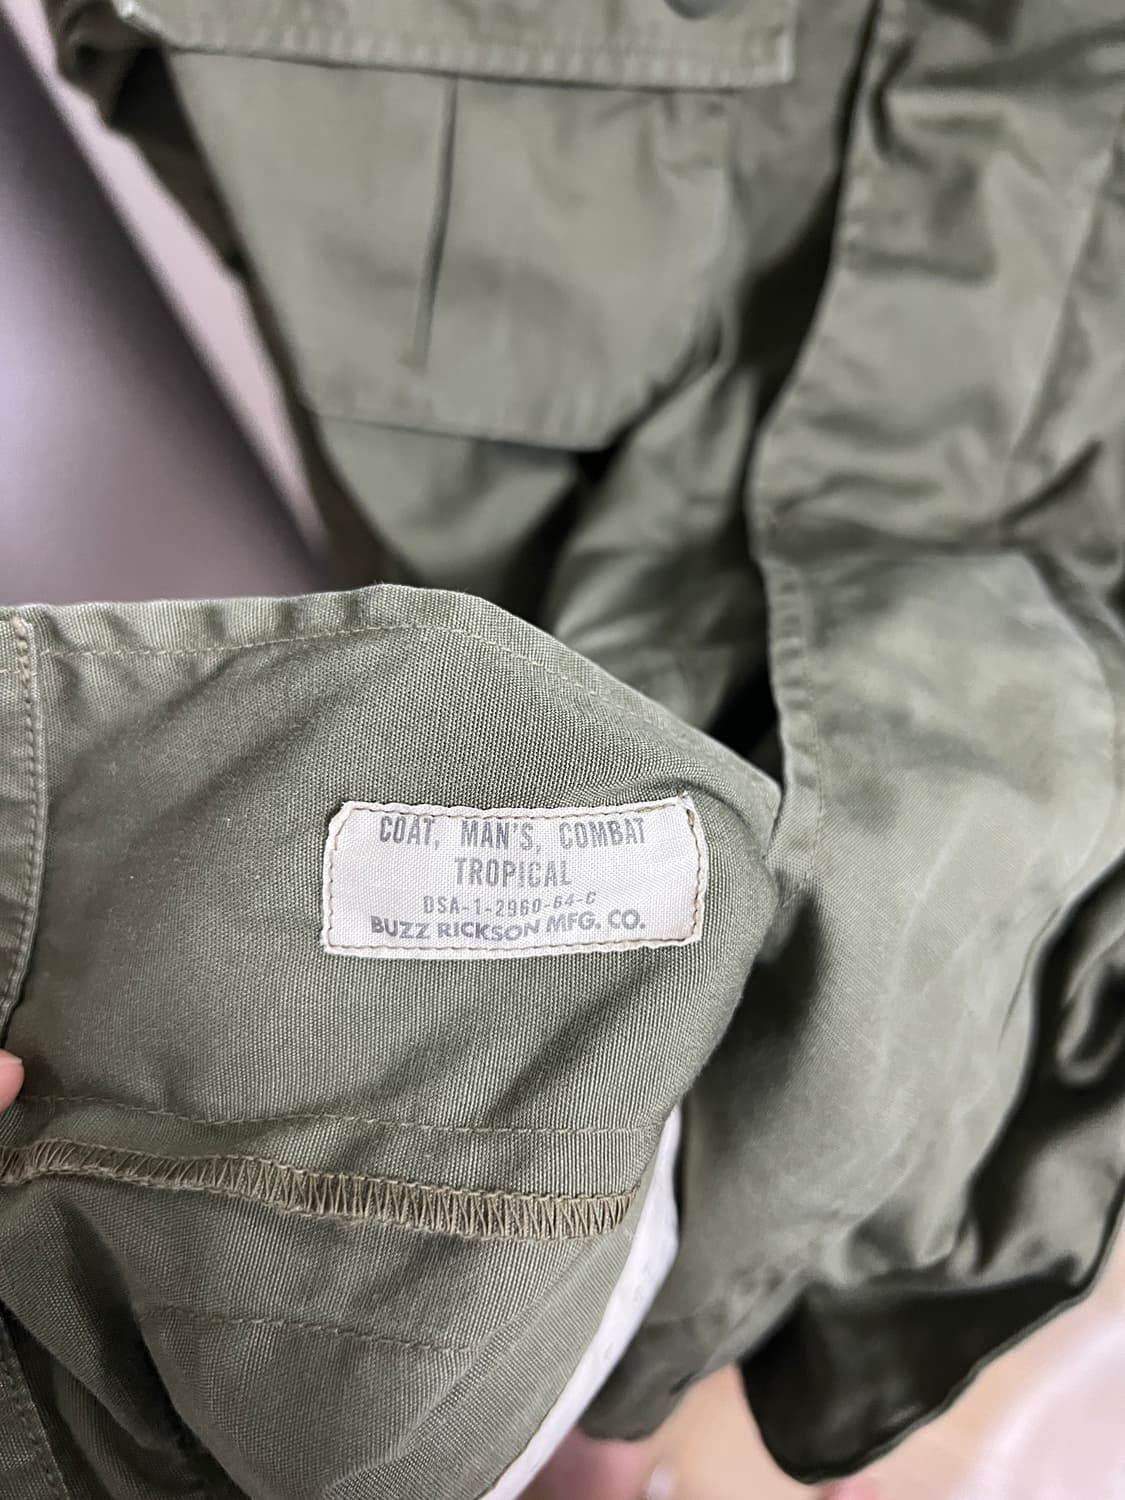 COAT, MAN'S, COMBAT
TROPICAL
DSA-1-2960-64-C
BUZZ RICKSON MFG. CO.